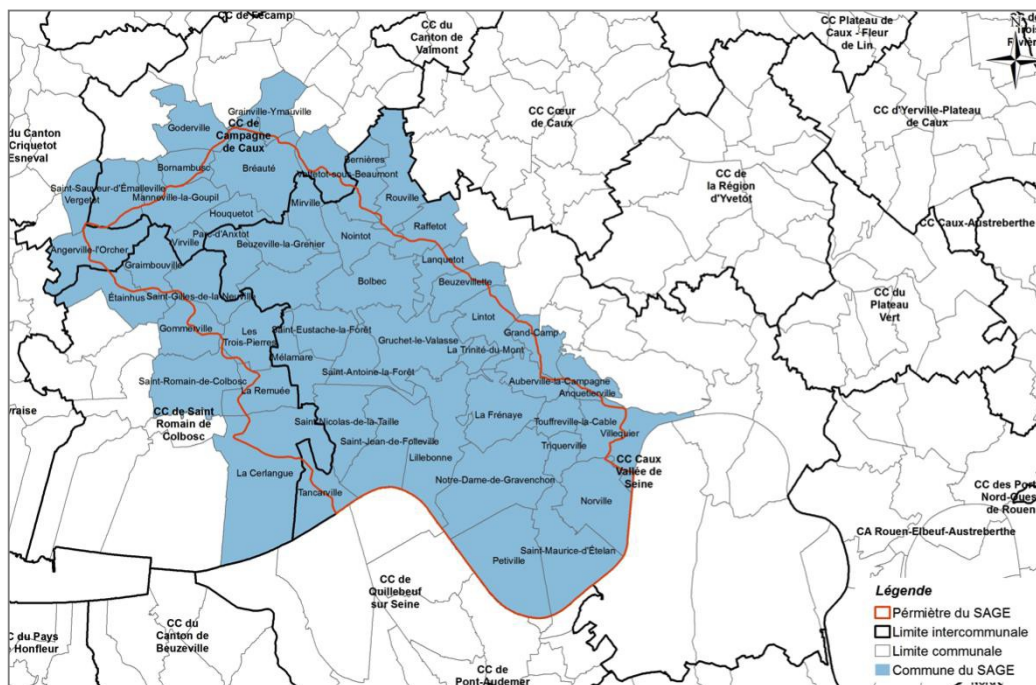 CC de Fécamp
CC du
Canton de
Valmont
CC Plateau de
Caux - Fleur
de Lin
N
Grainville-Ymauville
Goderville
CC de
Campagne
de Caux
CC Cœur
de Caux
CC d'Yerville-Plateau
de Caux
du Canton
Criquetot
Esneval
Bornambusc
Bréauté
Bernières
Vattetot-sous-Beaumont
CC de
la Région
d'Yvetôt
Saint-Sauveur-d'Émalleville
Vergetot
Manneville-la-Goupil
Mirville
Rouville
Houquetot
Raffetot
Parc-d'Anxtot
Nointot
CC Caux-Austreberthe
Angerville-l'Orcher
Virville
Beuzeville-la-Grenier
Lanquetot
Graimbouville
Bolbec
Beuzevillette
CC du
Plateau
Vert
Étainhus
Saint-Gilles-de-la-Neuville
Lintot
Gommerville
Les
Trois-Pierres
Saint-Eustache-la-Forêt
Grand-Camp
Gruchet-le-Valasse
La Trinité-du-Mont
Mélamare
Saint-Antoine-la-Forêt
Saint-Romain-de-Colbosc
La Remuée
Auberville-la-Campagne
Anquetierville
CC de Saint
Romain de
Colbosc
Saint-Nicolas-de-la-Taille
La Frénaye
Touffreville-la-Cable
Villequier
Saint-Jean-de-Folleville
Triquerville
Lillebonne
CC Caux
Vallée de
Seine
La Cerlangue
Notre-Dame-de-Gravenchon
Tancarville
Norville
CC des Port
Nord-Oues
de Rouen
CA Rouen-Elbeuf-Austreberthe
Saint-Maurice-d'Ételan
Petiville
CC de
Quillebeuf
sur Seine
CC du Pays
Honfleur
CC du
Canton de
Beuzeville
CC de
Pont-Audemer
Légende
Pérmiètre du SAGE
Limite intercommunale
Limite communale
Commune du SAGE